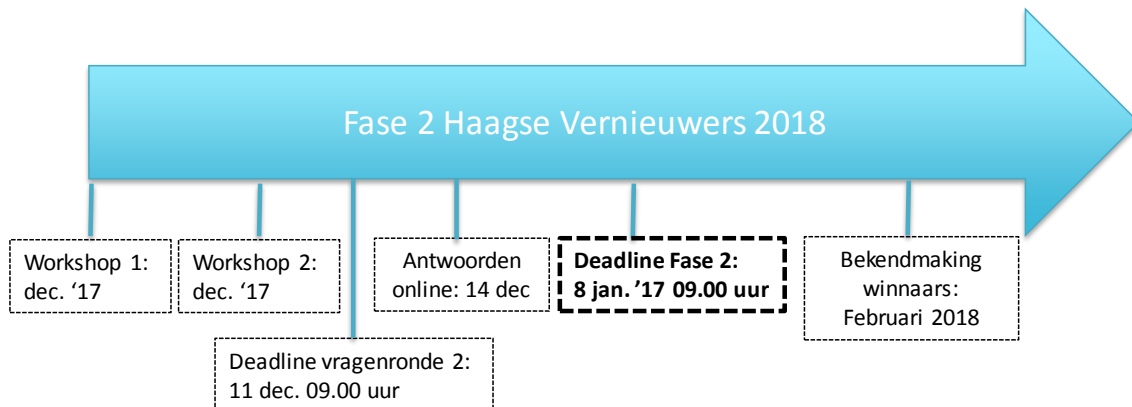 Fase 2 Haagse Vernieuwers 2018
Workshop 1:
dec. ‘17
Workshop 2:
dec. ‘17
Deadline vragenronde 2:
11 dec. 09.00 uur
Antwoorden
online: 14 dec
Deadline Fase 2:
8 jan. ’17 09.00 uur
Bekendmaking
winnaars:
Februari 2018